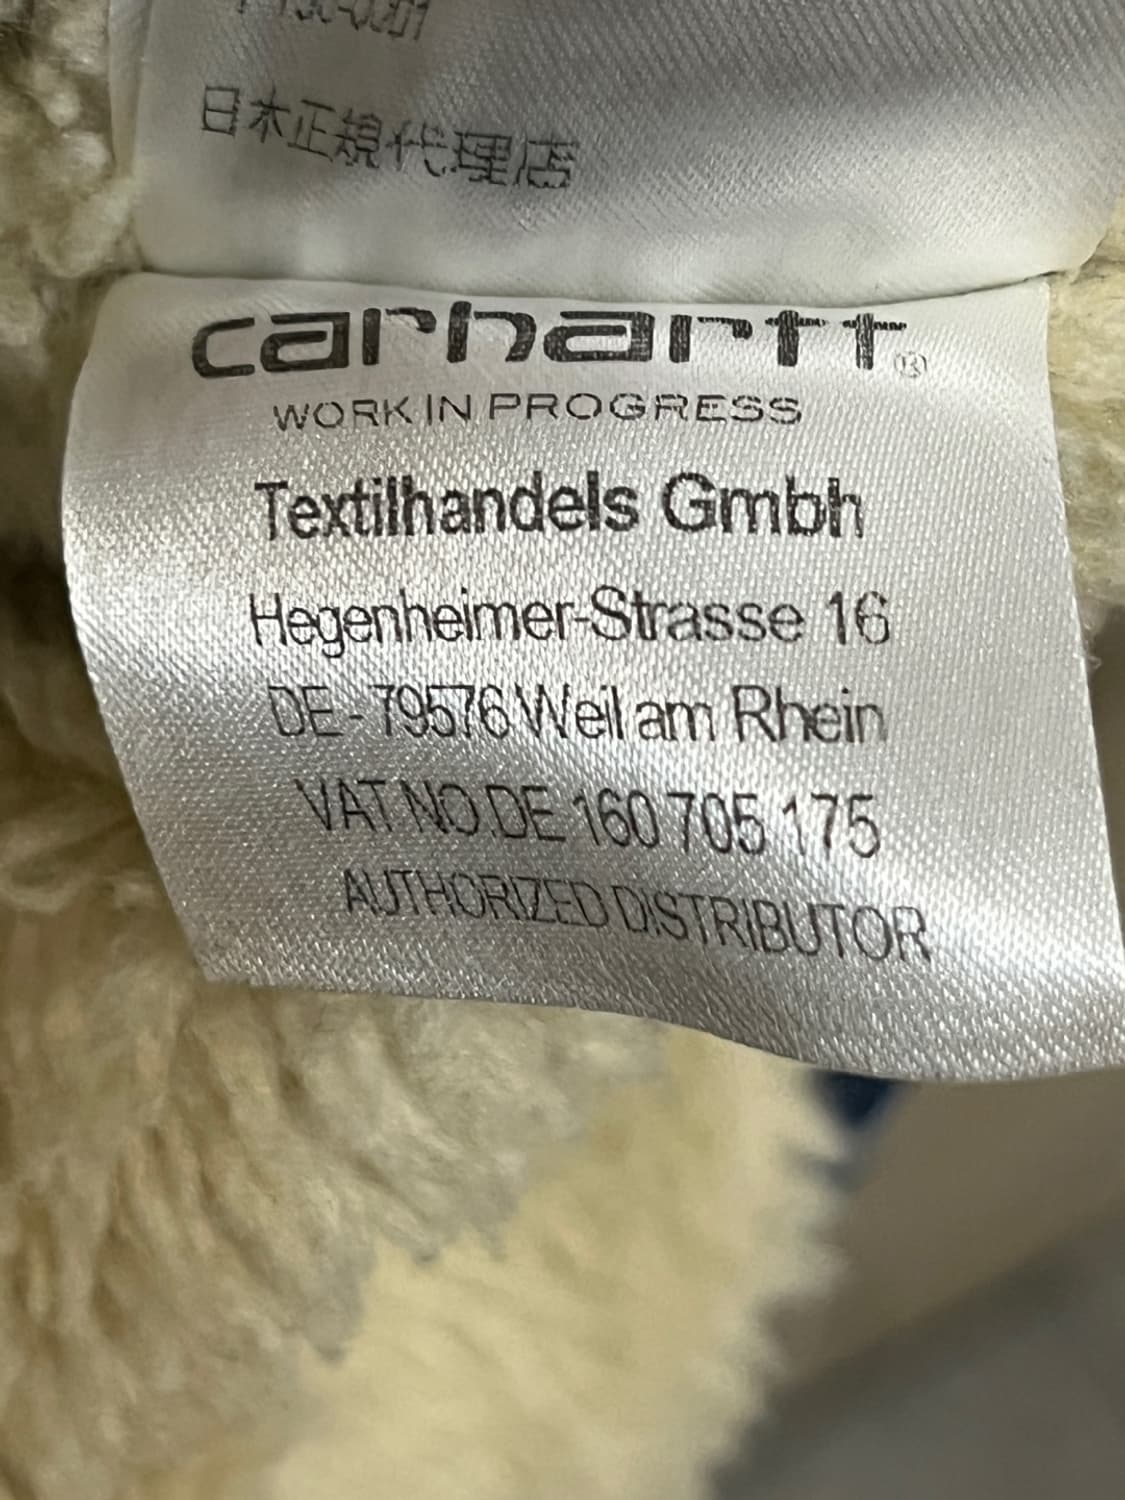 日本正規代理店
carhartt®
WORK IN PROGRESS
Textilhandels Gmbh
Hegenheimer-Strasse 16
DE - 79576 Weil am Rhein
VAT NO.DE 160 705 175
AUTHORIZED DISTRIBUTOR